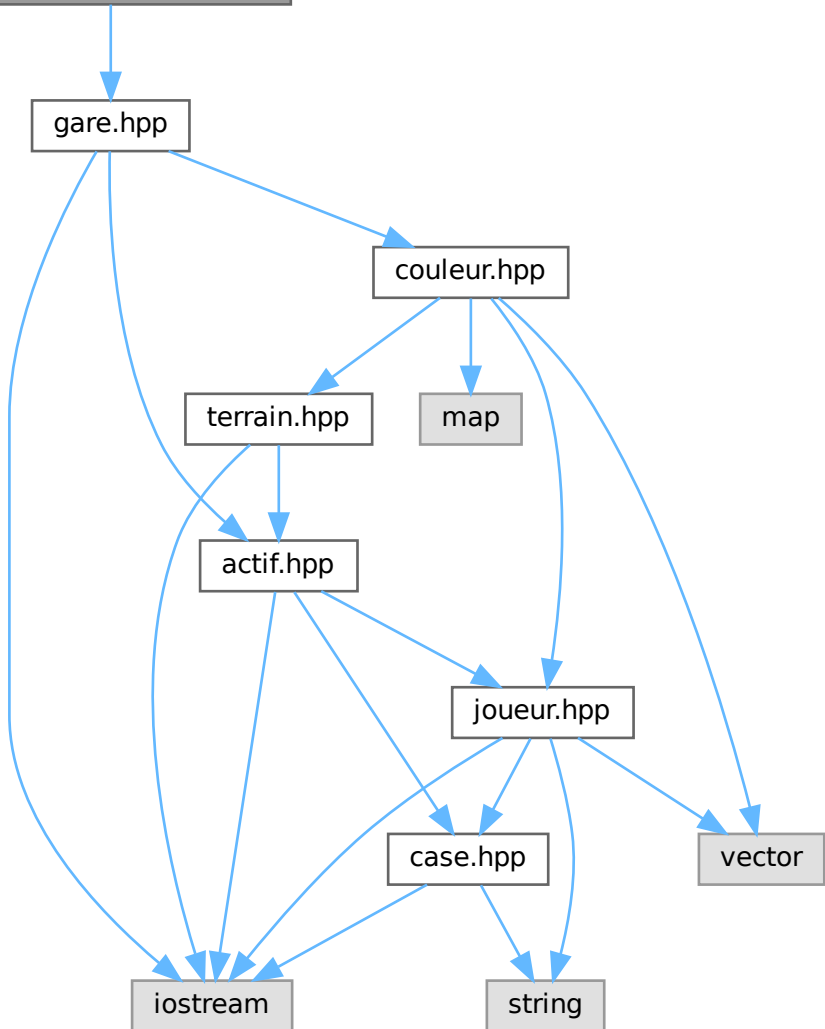 gare.hpp
couleur.hpp
terrain.hpp
map
actif.hpp
joueur.hpp
case.hpp
vector
iostream
string